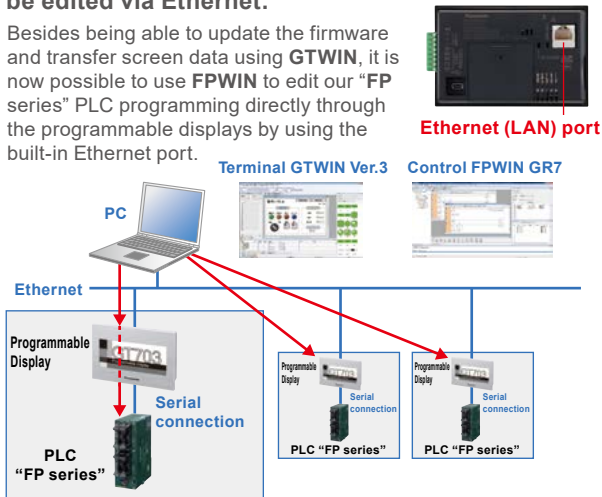 be edited via Ethernet.
Besides being able to update the firmware
and transfer screen data using GTWIN, it is
now possible to use FPWIN to edit our “FP
series” PLC programming directly through
the programmable displays by using the
built-in Ethernet port.
Ethernet (LAN) port
Terminal GTWIN Ver.3
Control FPWIN GR7
PC
Ethernet
Programmable
Display
GT703
Serial
connection
PLC
“FP series”
Programmable
Display
GT703
Serial
connection
PLC “FP series”
Programmable
Display
GT703
Serial
connection
PLC “FP series”